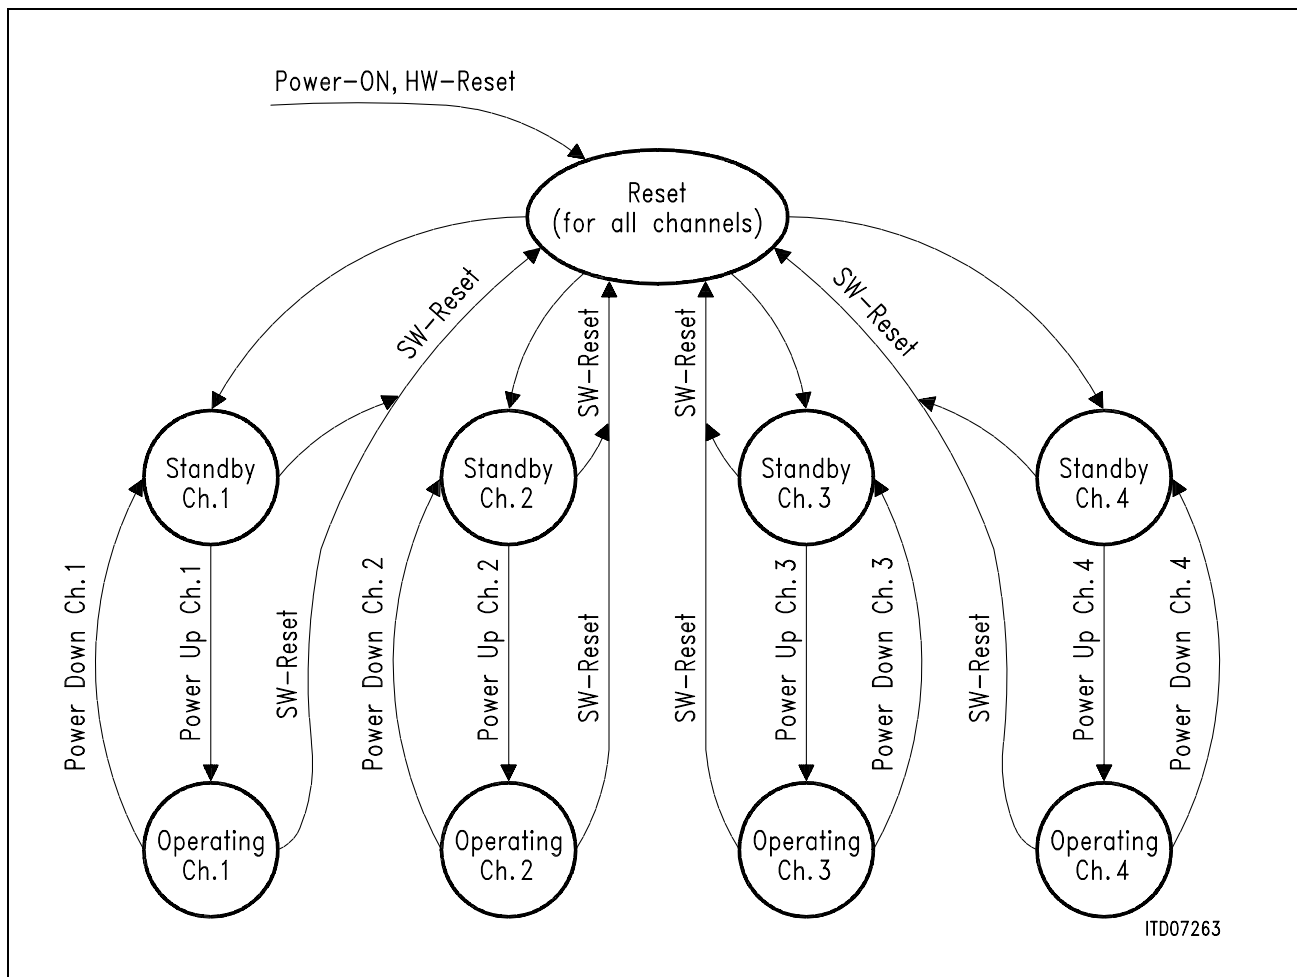 Power-ON, HW-Reset
Reset
(for all channels)
SW-Reset
SW-Reset
SW-Reset
SW-Reset
Standby
Ch.1
Standby
Ch.2
Standby
Ch.3
Standby
Ch.4
Power Down Ch.1
Power Up Ch.1
SW-Reset
Power Down Ch.2
Power Up Ch.2
SW-Reset
SW-Reset
Power Up Ch.3
Power Down Ch.3
SW-Reset
Power Up Ch.4
Power Down Ch.4
Operating
Ch.1
Operating
Ch.2
Operating
Ch.3
Operating
Ch.4
ITD07263